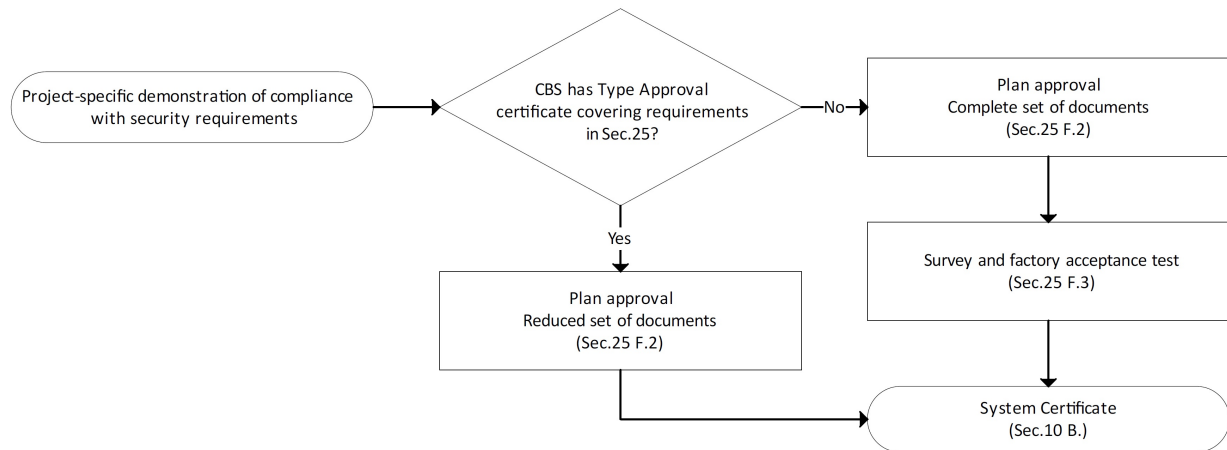 Project-specific demonstration of compliance
with security requirements
CBS has Type Approval
certificate covering requirements
in Sec.25?
No
Plan approval
Complete set of documents
(Sec.25 F.2)
Yes
Survey and factory acceptance test
(Sec.25 F.3)
Plan approval
Reduced set of documents
(Sec.25 F.2)
System Certificate
(Sec.10 B.)